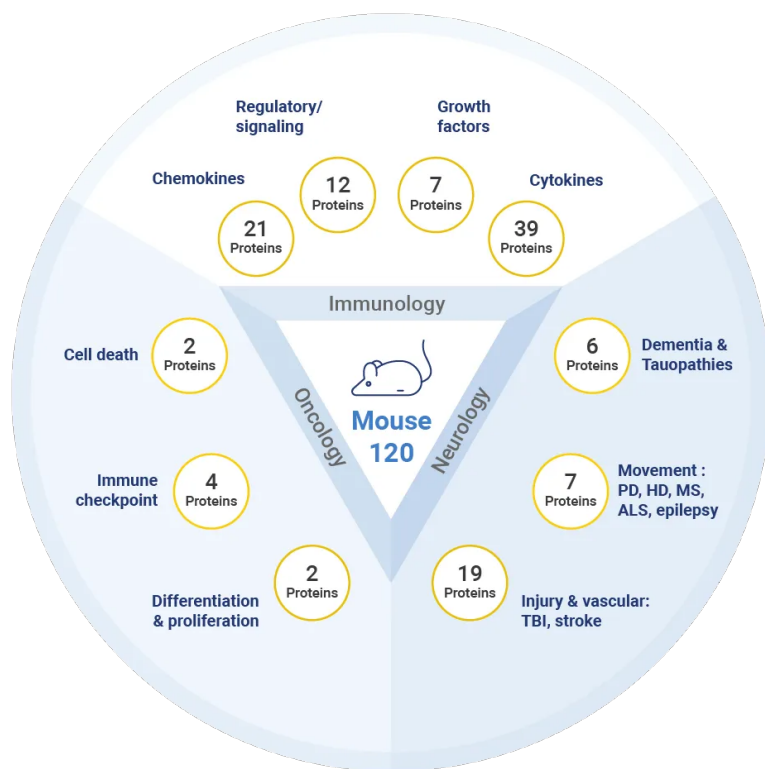 Regulatory/
signaling
Growth
factors
Chemokines
Cytokines
12
Proteins
7
Proteins
21
Proteins
39
Proteins
Immunology
Cell death
2
Proteins
6
Proteins
Dementia &
Tauopathies
Oncology
Mouse
120
Neurology
Immune
checkpoint
4
Proteins
7
Proteins
Movement :
PD, HD, MS,
ALS, epilepsy
Differentiation
& proliferation
2
Proteins
19
Proteins
Injury & vascular:
TBI, stroke